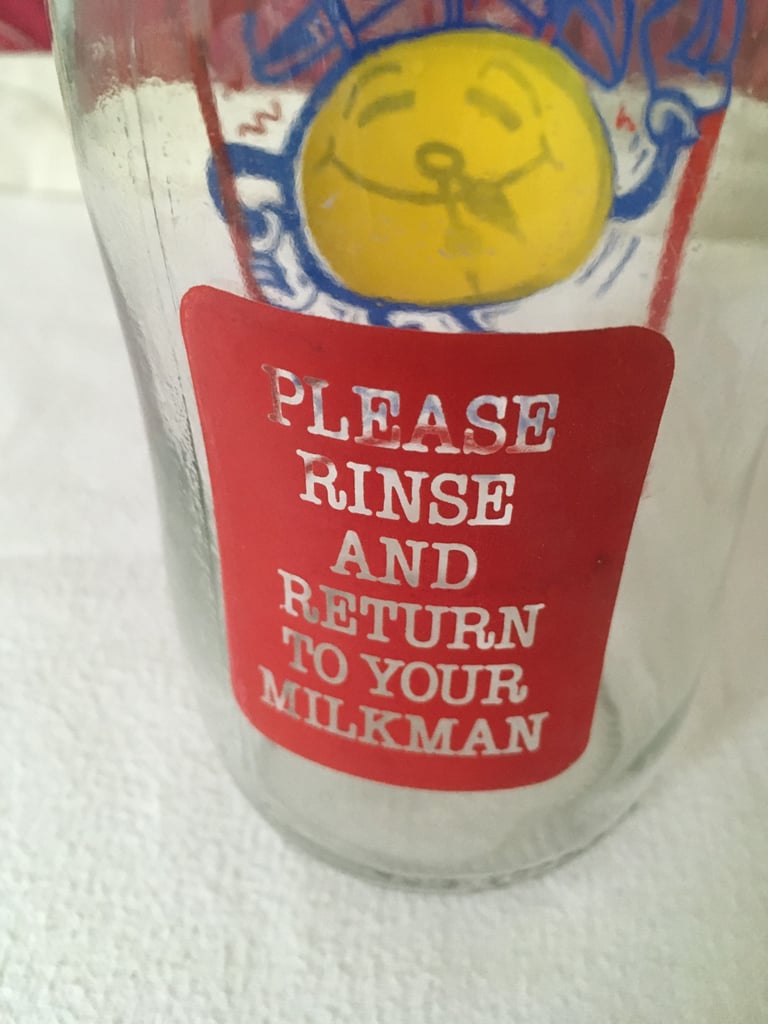 PLEASE
RINSE
AND
RETURN
TO YOUR
MILKMAN